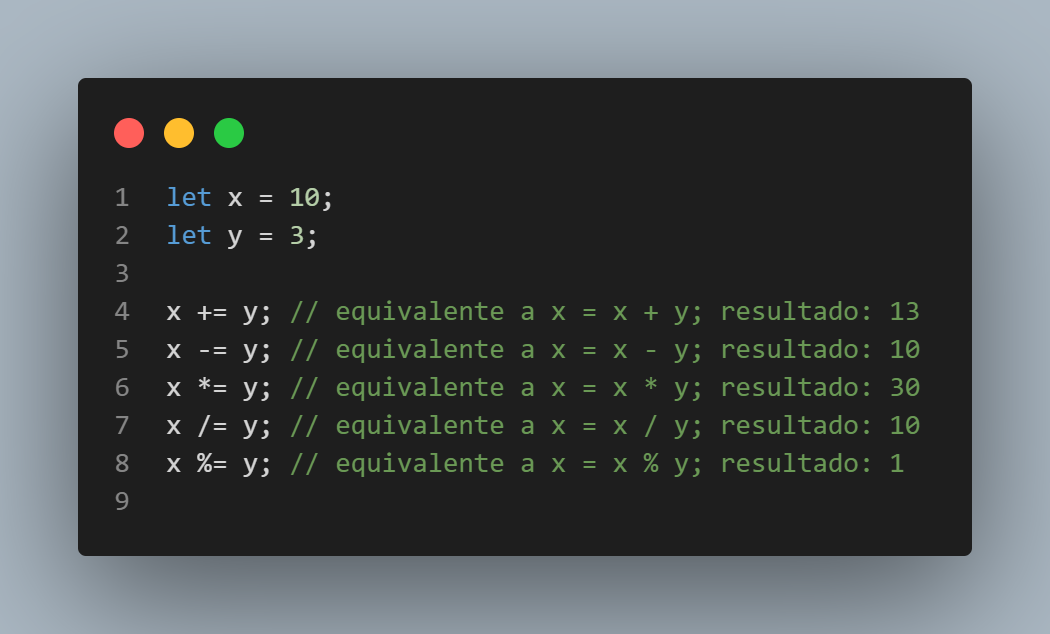 1 let x = 10;
2 let y = 3;
3
4 x += y; // equivalente a x = x + y; resultado: 13
5 x -= y; // equivalente a x = x - y; resultado: 10
6 x *= y; // equivalente a x = x * y; resultado: 30
7 x /= y; // equivalente a x = x / y; resultado: 10
8 x %= y; // equivalente a x = x % y; resultado: 1
9